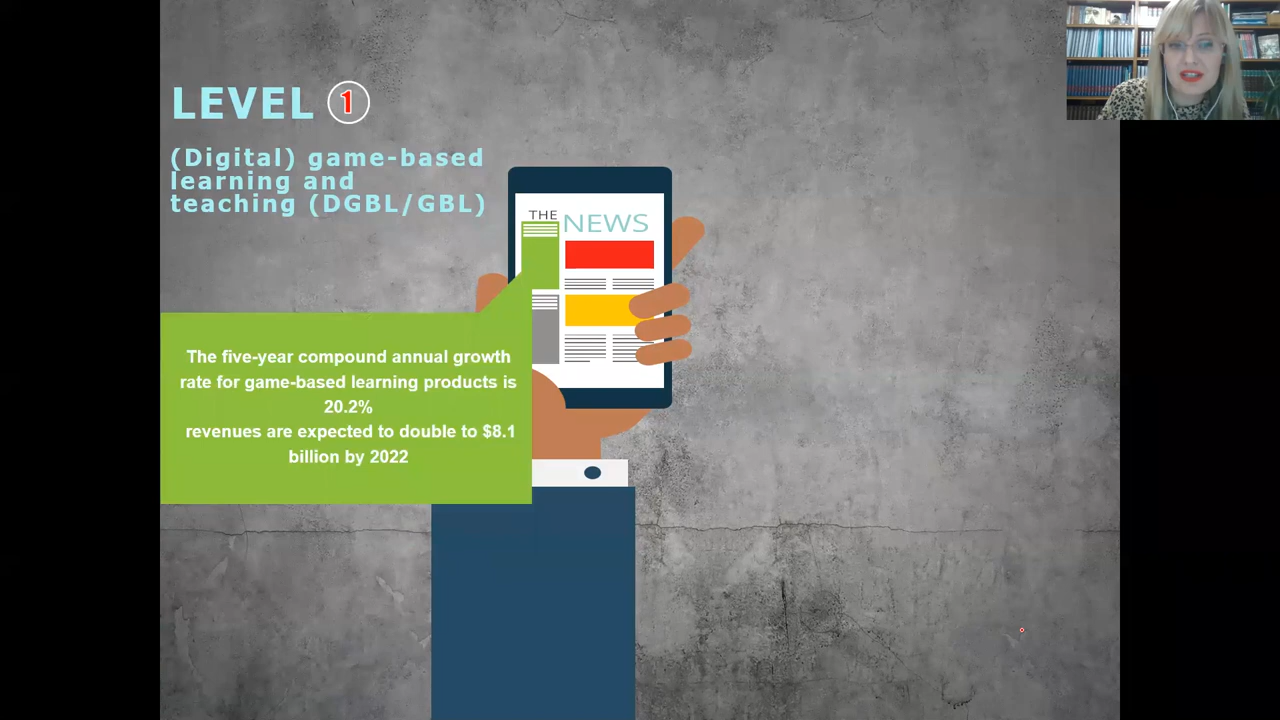 LEVEL 1
(Digital) game-based
learning and
teaching (DGBL/GBL)
THE NEWS
The five-year compound annual growth
rate for game-based learning products is
20.2%
revenues are expected to double to $8.1
billion by 2022